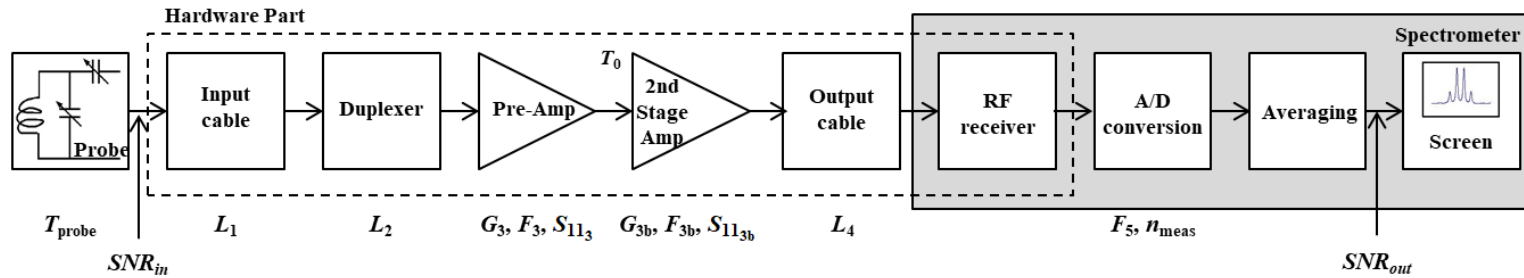 Hardware Part
Spectrometer
T0
Probe
Input
cable
Duplexer
Pre-Amp
2nd
Stage
Amp
Output
cable
RF
receiver
A/D
conversion
Averaging
Screen
Tprobe
L1
L2
G3, F3, S113
G3b, F3b, S113b
L4
F5, nmeas
SNRin
SNRout